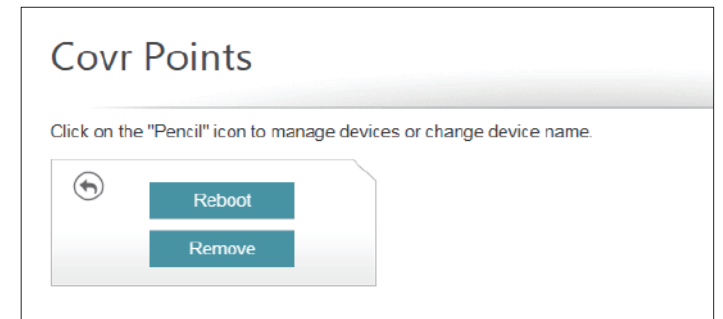 Covr Points
Click on the "Pencil" icon to manage devices or change device name.
Reboot
Remove